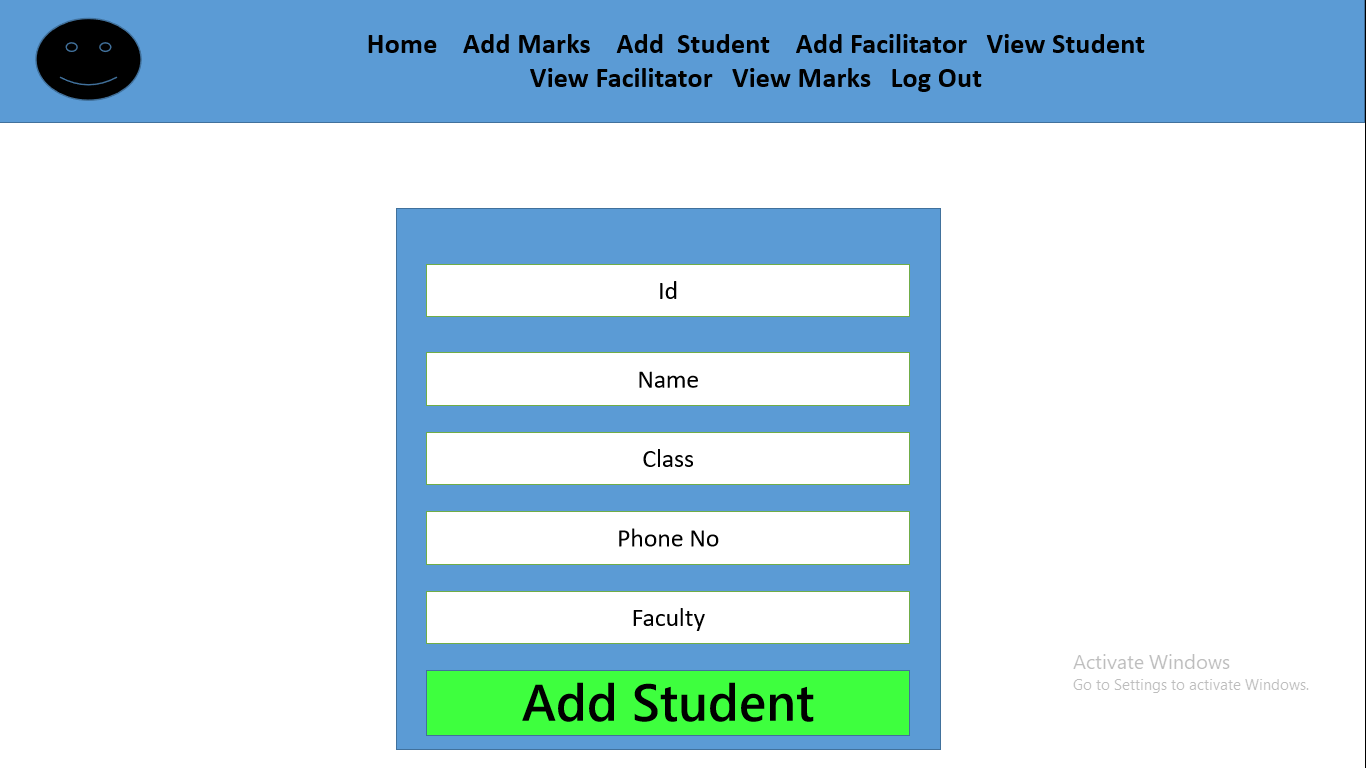 Home Add Marks Add Student Add Facilitator View Student
View Facilitator View Marks Log Out
Id
Name
Class
Phone No
Faculty
Add Student
Activate Windows
Go to Settings to activate Windows.